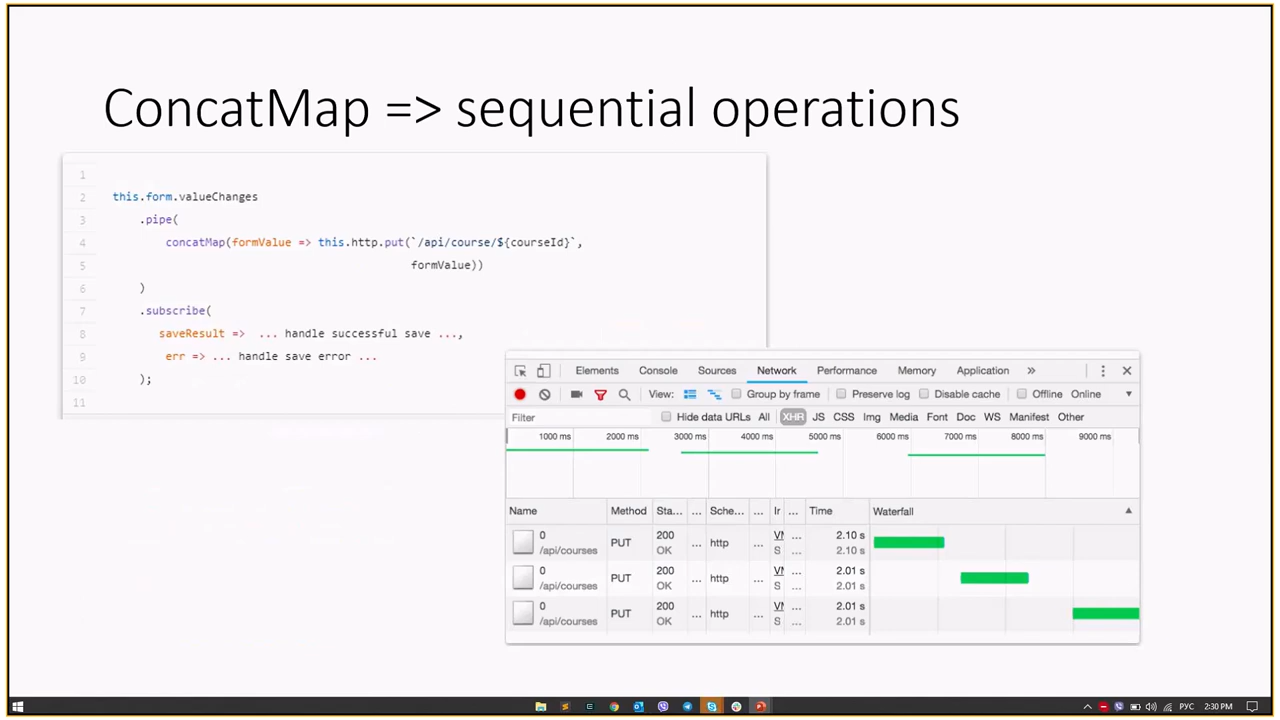 ConcatMap => sequential operations
1
2 this.form.valueChanges
3 .pipe(
4 concatMap(formValue => this.http.put(`/api/course/${courseId}`,
5 formValue))
6 )
7 .subscribe(
8 saveResult => ... handle successful save ...,
9 err => ... handle save error ...
10 );
11
Elements Console Sources Network Performance Memory Application »
View: Group by frame Preserve log Disable cache Offline Online
Filter Hide data URLs All XHR JS CSS Img Media Font Doc WS Manifest Other
1000 ms 2000 ms 3000 ms 4000 ms 5000 ms 6000 ms 7000 ms 8000 ms 9000 ms
Name Method Sta... ... Sche... ... Ir ... Time Waterfall
0 200 VM 2.10 s
PUT ... http ... ...
/api/courses OK S 2.10 s
0 200 VM 2.01 s
PUT ... http ... ...
/api/courses OK S 2.01 s
0 200 VM 2.01 s
PUT ... http ... ...
/api/courses OK S 2.01 s
РУС 2:30 PM